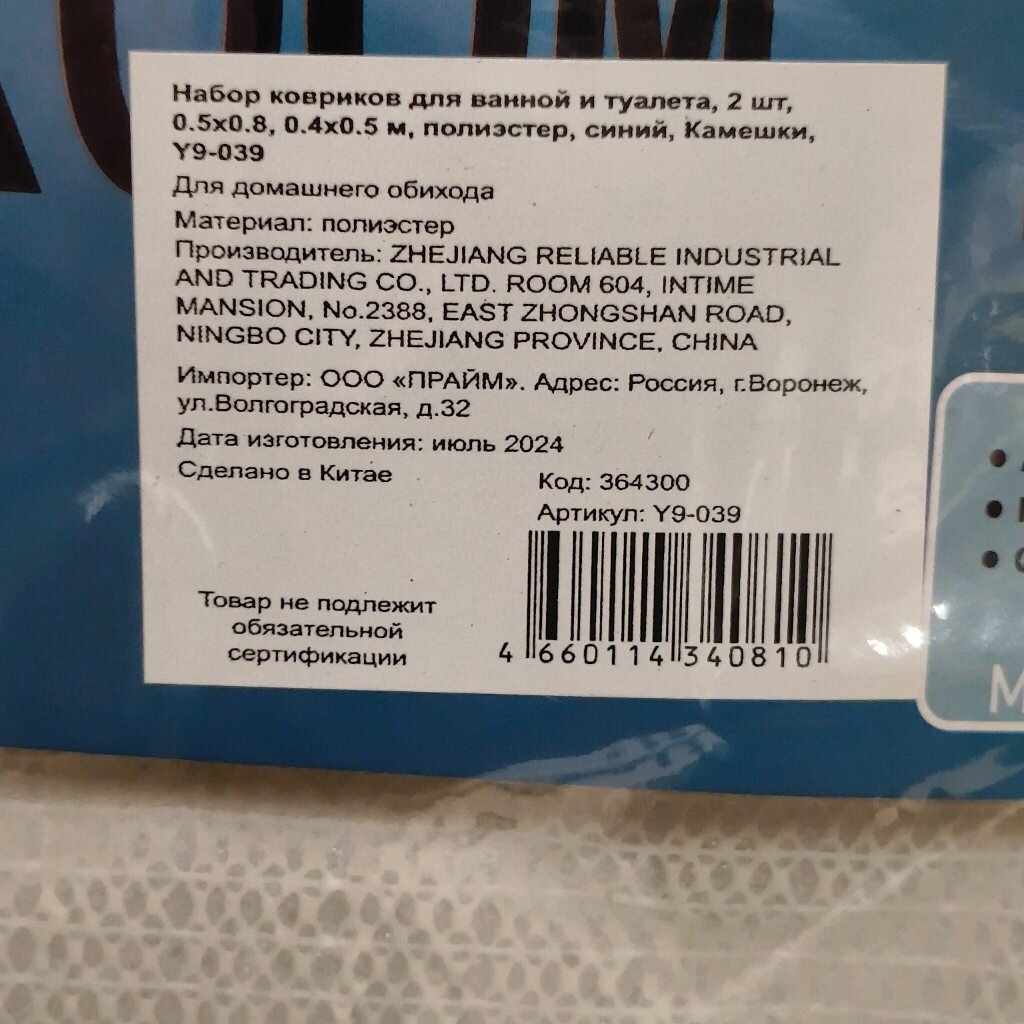 Набор ковриков для ванной и туалета, 2 шт,
0.5x0.8, 0.4x0.5 м, полиэстер, синий, Камешки,
Y9-039
Для домашнего обихода
Материал: полиэстер
Производитель: ZHEJIANG RELIABLE INDUSTRIAL
AND TRADING CO., LTD. ROOM 604, INTIME
MANSION, No.2388, EAST ZHONGSHAN ROAD,
NINGBO CITY, ZHEJIANG PROVINCE, CHINA
Импортер: ООО «ПРАЙМ». Адрес: Россия, г.Воронеж,
ул.Волгоградская, д.32
Дата изготовления: июль 2024
Сделано в Китае
Код: 364300
Артикул: Y9-039
Товар не подлежит
обязательной
сертификации
4 660114 340810